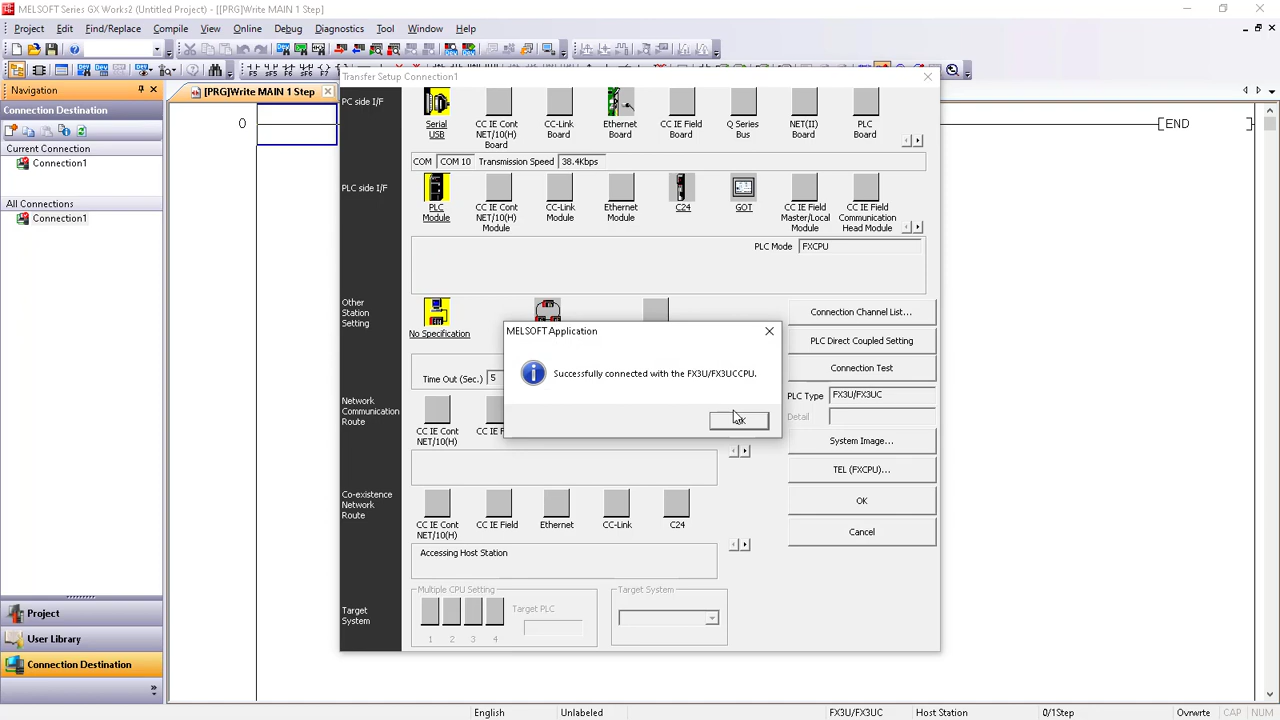 MELSOFT Series GX Works2 (Untitled Project) - [[PRG]Write MAIN 1 Step]
Project Edit Find/Replace Compile View Online Debug Diagnostics Tool Window Help
Navigation
[PRG]Write MAIN 1 Step
Connection Destination
Current Connection
Connection1
All Connections
Connection1
Project
User Library
Connection Destination
0
END
Transfer Setup Connection1
PC side I/F
Serial USB
CC IE Cont NET/10(H) Board
CC-Link Board
Ethernet Board
CC IE Field Board
Q Series Bus
NET(II) Board
PLC Board
COM COM 10 Transmission Speed 38.4Kbps
PLC side I/F
PLC Module
CC IE Cont NET/10(H) Module
CC-Link Module
Ethernet Module
C24
GOT
CC IE Field Master/Local Module
CC IE Field Communication Head Module
PLC Mode FXCPU
Other Station Setting
No Specification
Time Out (Sec.) 5
MELSOFT Application
Successfully connected with the FX3U/FX3UCCPU.
Connection Channel List...
PLC Direct Coupled Setting
Connection Test
PLC Type FX3U/FX3UC
Detail
System Image...
TEL (FXCPU)...
OK
Cancel
Network Communication Route
CC IE Cont NET/10(H)
Co-existence Network Route
CC IE Cont NET/10(H)
CC IE Field
Ethernet
CC-Link
C24
Accessing Host Station
Target System
Multiple CPU Setting
1 2 3 4
Target PLC
Target System
English Unlabeled FX3U/FX3UC Host Station 0/1Step Ovrwrte CAP NUM